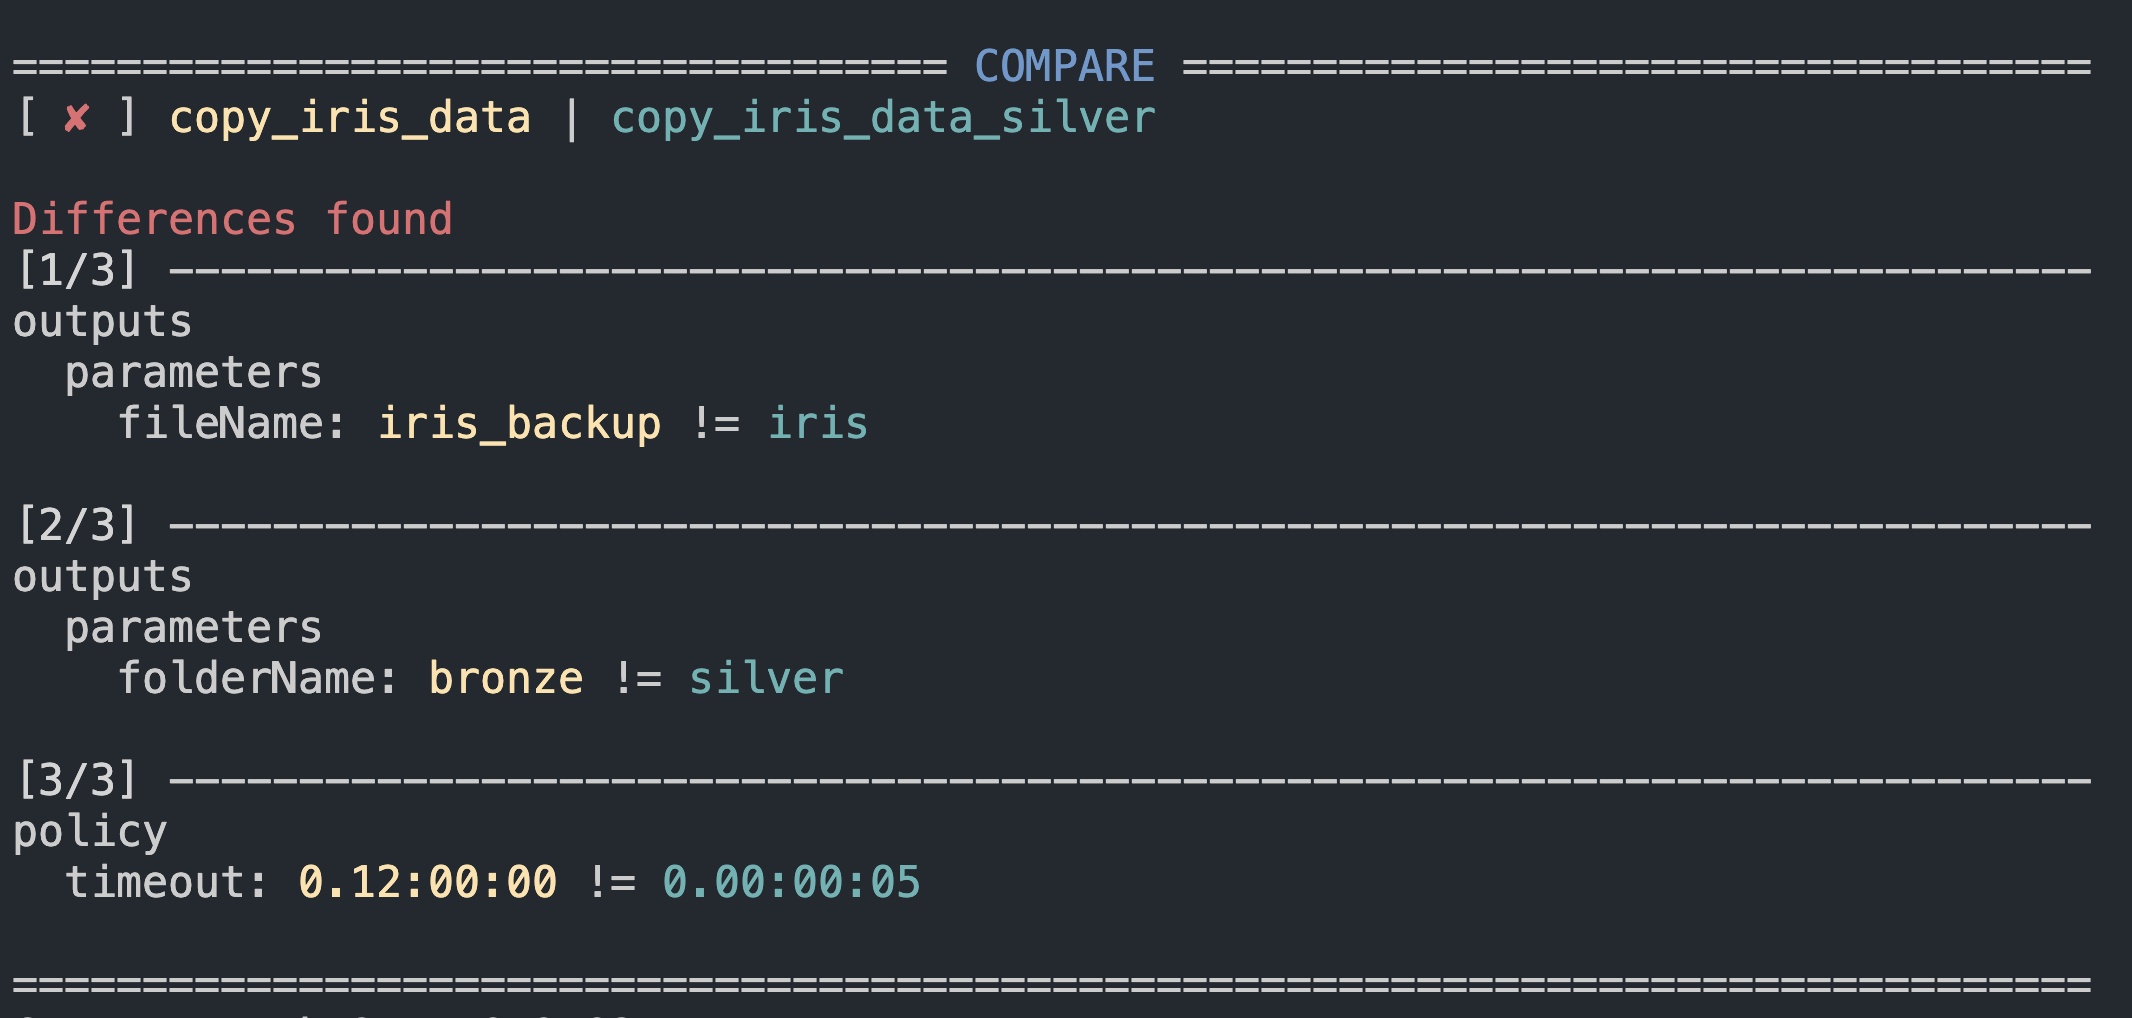 ==================================== COMPARE ===================================
[ ✘ ] copy_iris_data | copy_iris_data_silver
Differences found
[1/3] --------------------------------------------------------------------------
outputs
parameters
fileName: iris_backup != iris
[2/3] --------------------------------------------------------------------------
outputs
parameters
folderName: bronze != silver
[3/3] --------------------------------------------------------------------------
policy
timeout: 0.12:00:00 != 0.00:00:05
================================================================================